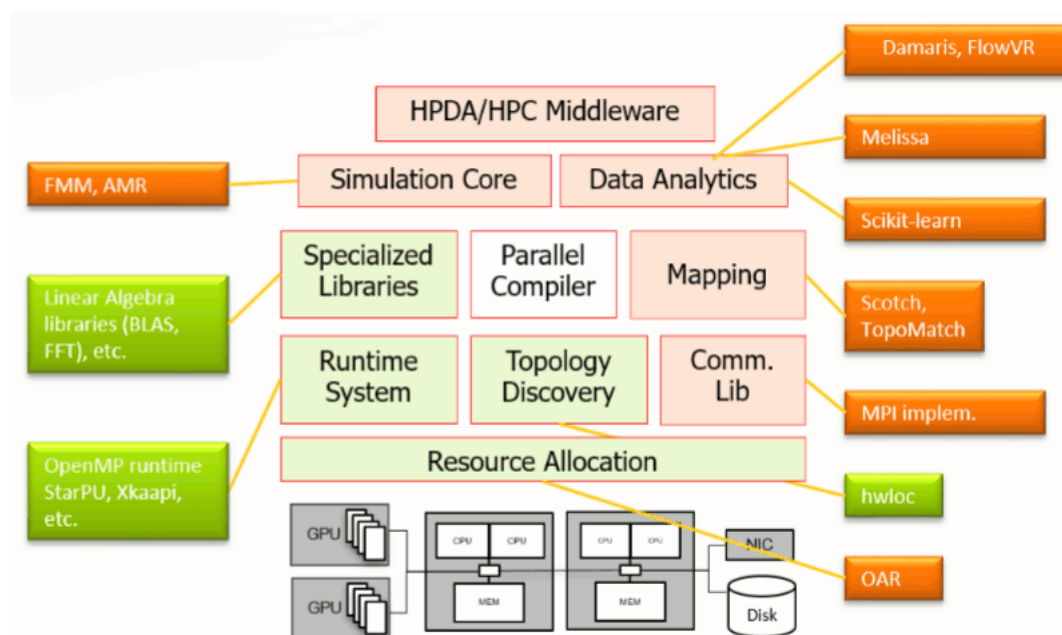 Damaris, FlowVR
HPDA/HPC Middleware
Melissa
FMM, AMR
Simulation Core
Data Analytics
Scikit-learn
Specialized
Libraries
Parallel
Compiler
Mapping
Linear Algebra
libraries (BLAS,
FFT), etc.
Scotch,
TopoMatch
Runtime
System
Topology
Discovery
Comm.
Lib
MPI implem.
OpenMP runtime
StarPU, Xkaapi,
etc.
Resource Allocation
hwloc
GPU
CPU
CPU
CPU
CPU
NIC
OAR
GPU
MEM
MEM
Disk